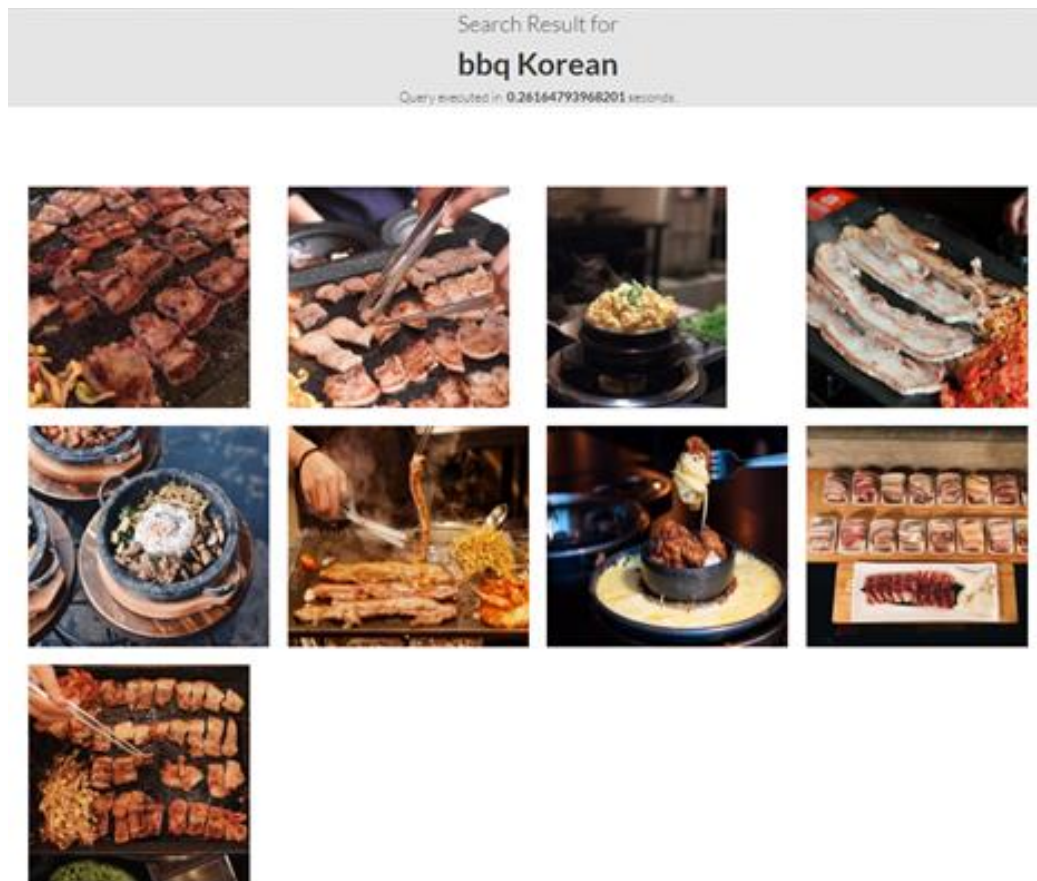 Search Result for
bbq Korean
Query executed in 0.26164793968201 seconds.